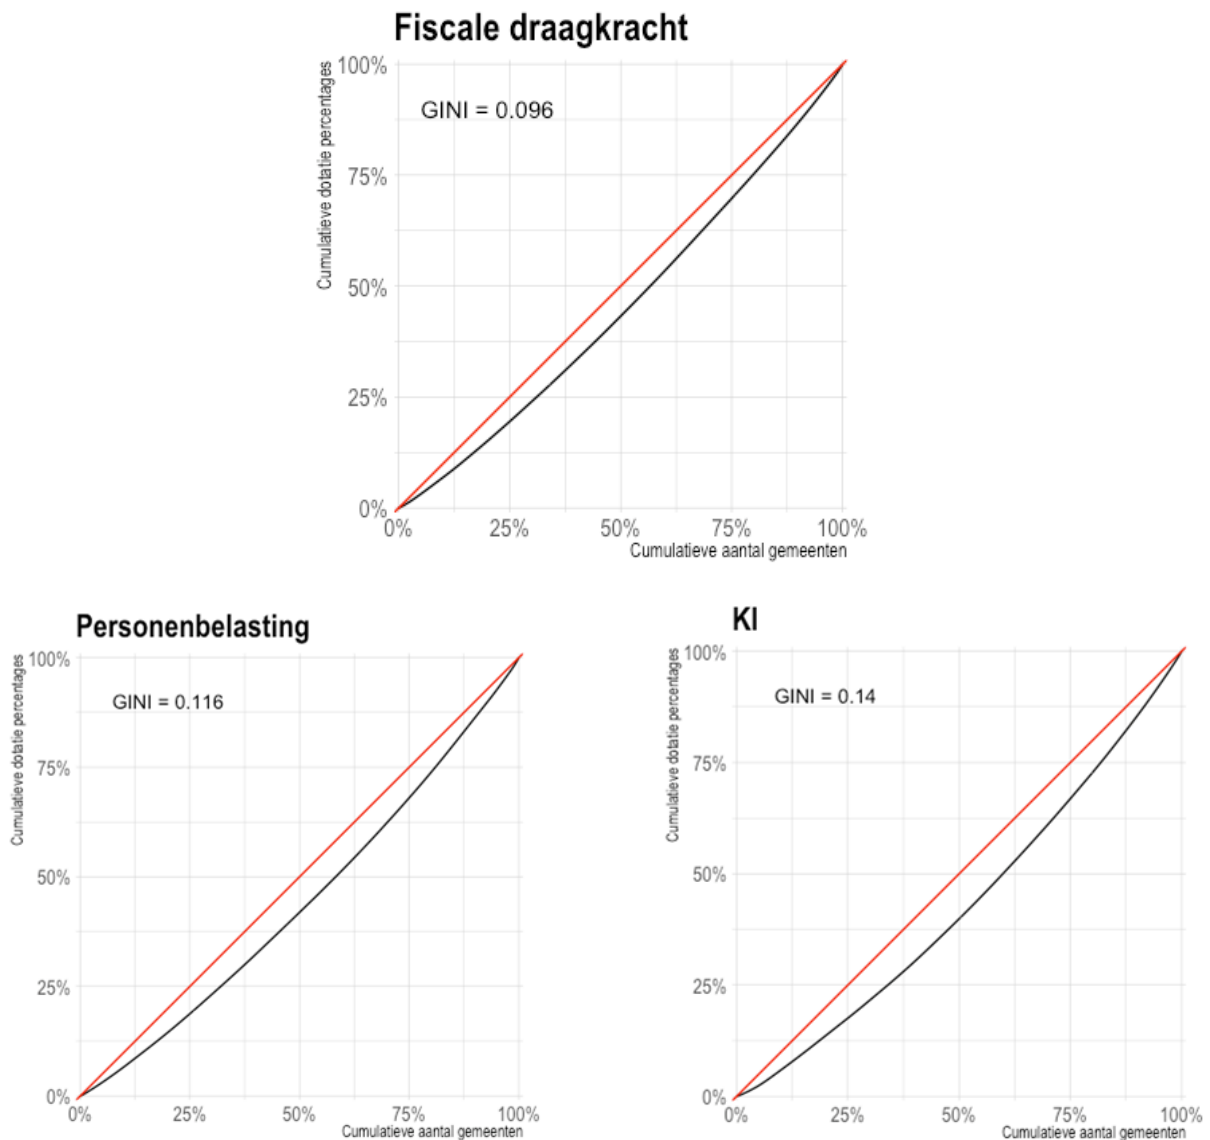 Fiscale draagkracht
Cumulatieve dotatie percentages
100%
75%
50%
25%
0%
GINI = 0.096
0% 25% 50% 75% 100%
Cumulatieve aantal gemeenten
Personenbelasting
Cumulatieve dotatie percentages
100%
75%
50%
25%
0%
GINI = 0.116
0% 25% 50% 75% 100%
Cumulatieve aantal gemeenten
KI
Cumulatieve dotatie percentages
100%
75%
50%
25%
0%
GINI = 0.14
0% 25% 50% 75% 100%
Cumulatieve aantal gemeenten